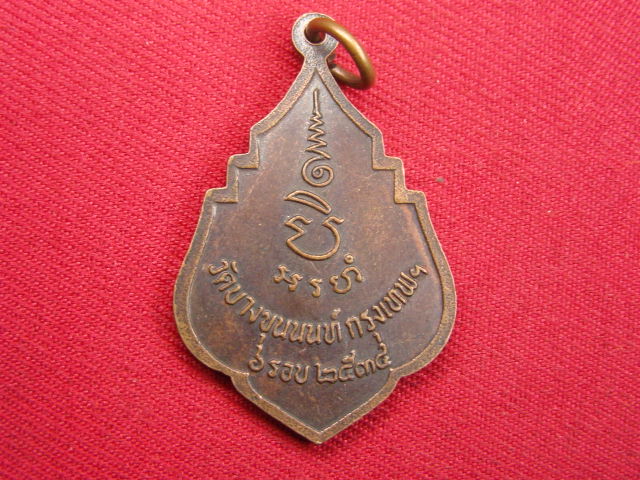 วัดบางขุนนนท์ กรุงเทพฯ
๖ รอบ ๒๕๓๔